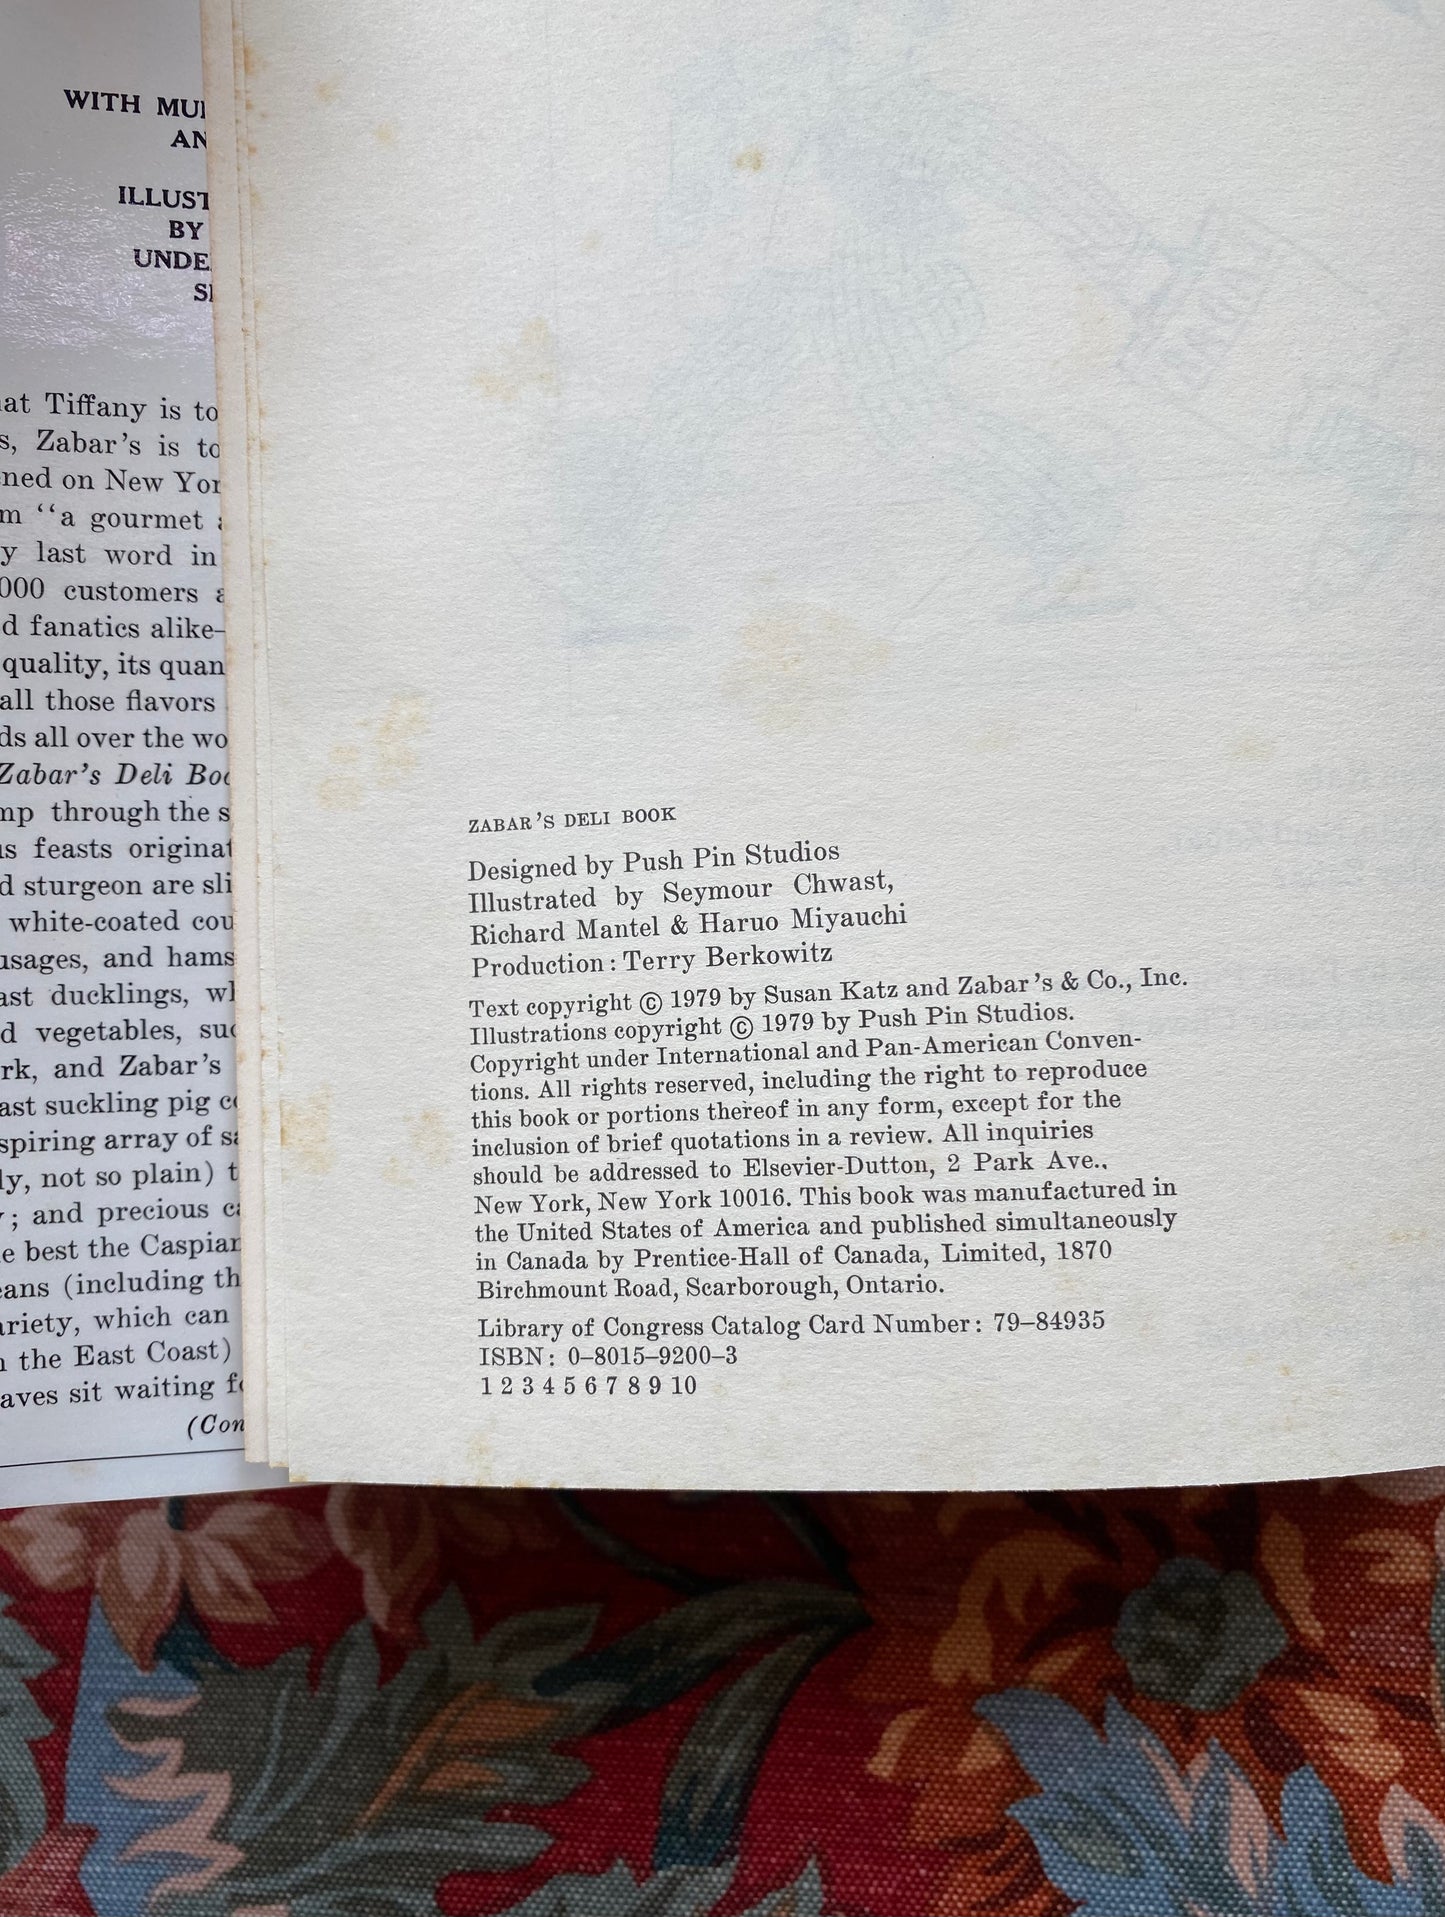 WITH
ILLUST
BY
UNDE
at Tiffany is to
s, Zabar's is to
ned on New Yor
m ‘‘a gourmet
y last word in
000 customers
d fanatics alike–
quality, its quan
all those flavors
ds all over the wo
Zabar's Deli Boo
mp through the s
us feasts originat
d sturgeon are sli
white-coated cou
usages, and hams
ast ducklings, wh
d vegetables, suc
rk, and Zabar's
ast suckling pig co
spiring array of sa
ly, not so plain) t
; and precious ca
e best the Caspian
eans (including th
ariety, which can
n the East Coast)
aves sit waiting fo
(Con
ZABAR'S DELI BOOK
Designed by Push Pin Studios
Illustrated by Seymour Chwast,
Richard Mantel & Haruo Miyauchi
Production: Terry Berkowitz
Text copyright © 1979 by Susan Katz and Zabar's & Co., Inc.
Illustrations copyright © 1979 by Push Pin Studios.
Copyright under International and Pan-American Conven-
tions. All rights reserved, including the right to reproduce
this book or portions thereof in any form, except for the
inclusion of brief quotations in a review. All inquiries
should be addressed to Elsevier-Dutton, 2 Park Ave.,
New York, New York 10016. This book was manufactured in
the United States of America and published simultaneously
in Canada by Prentice-Hall of Canada, Limited, 1870
Birchmount Road, Scarborough, Ontario.
Library of Congress Catalog Card Number: 79–84935
ISBN: 0–8015–9200–3
1 2 3 4 5 6 7 8 9 10